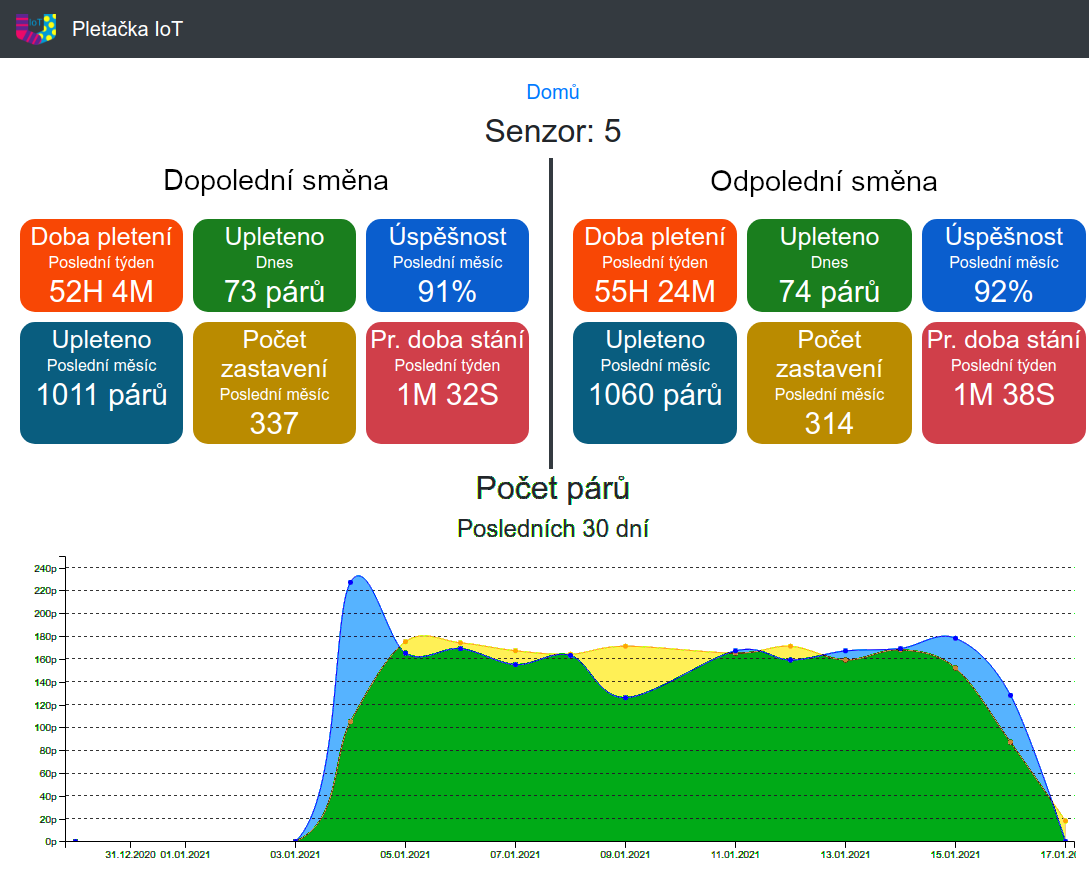 IoT
Pletačka IoT
Domů
Senzor: 5
Dopolední směna
Doba pletení
Poslední týden
52H 4M
Upleteno
Dnes
73 párů
Úspěšnost
Poslední měsíc
91%
Upleteno
Poslední měsíc
1011 párů
Počet
zastavení
Poslední měsíc
337
Pr. doba stání
Poslední týden
1M 32S
Odpolední směna
Doba pletení
Poslední týden
55H 24M
Upleteno
Dnes
74 párů
Úspěšnost
Poslední měsíc
92%
Upleteno
Poslední měsíc
1060 párů
Počet
zastavení
Poslední měsíc
314
Pr. doba stání
Poslední týden
1M 38S
Počet párů
Posledních 30 dní
240p
220p
200p
180p
160p
140p
120p
100p
80p
60p
40p
20p
0p
31.12.2020 01.01.2021 03.01.2021 05.01.2021 07.01.2021 09.01.2021 11.01.2021 13.01.2021 15.01.2021 17.01.20